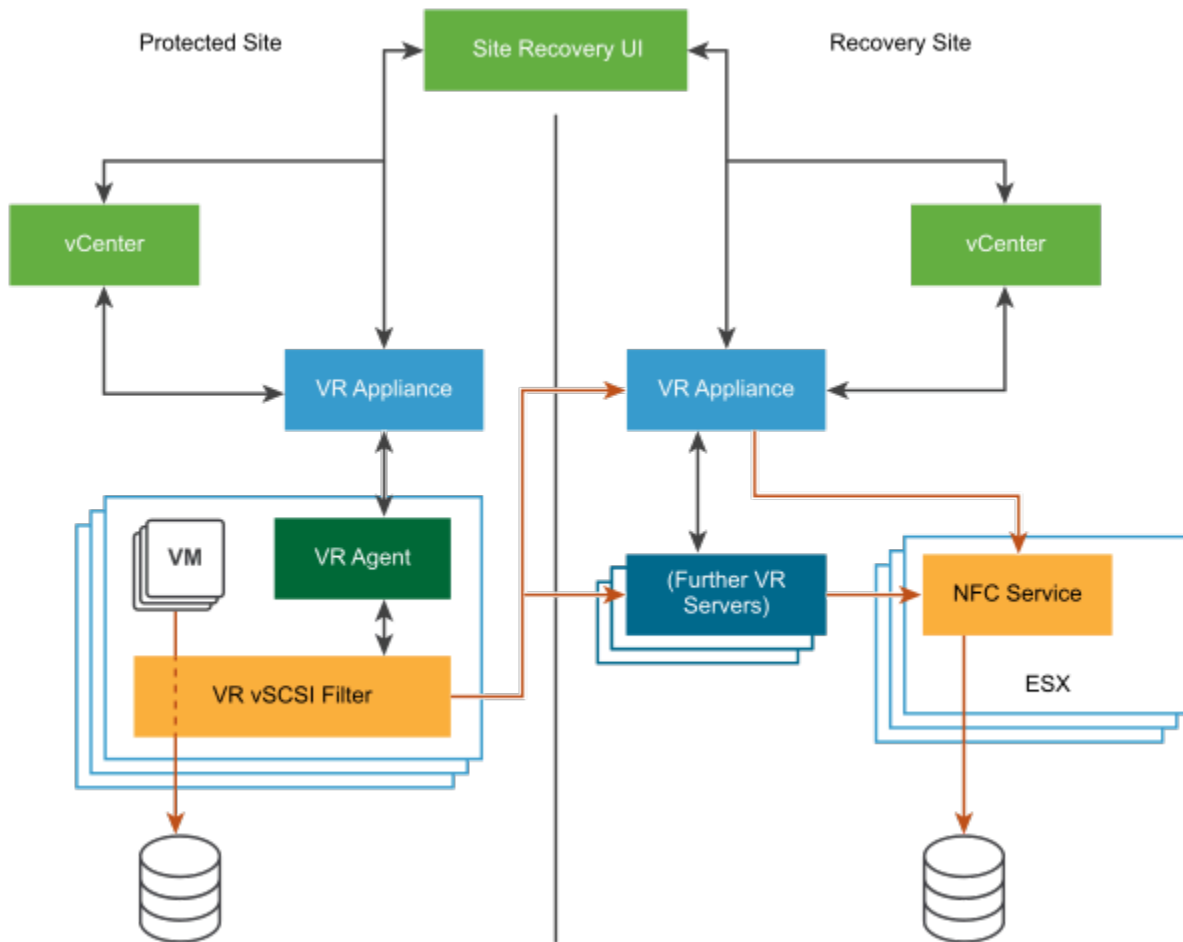 Protected Site
Site Recovery UI
Recovery Site
vCenter
vCenter
VR Appliance
VR Appliance
VM
VR Agent
(Further VR
Servers)
NFC Service
VR vSCSI Filter
ESX